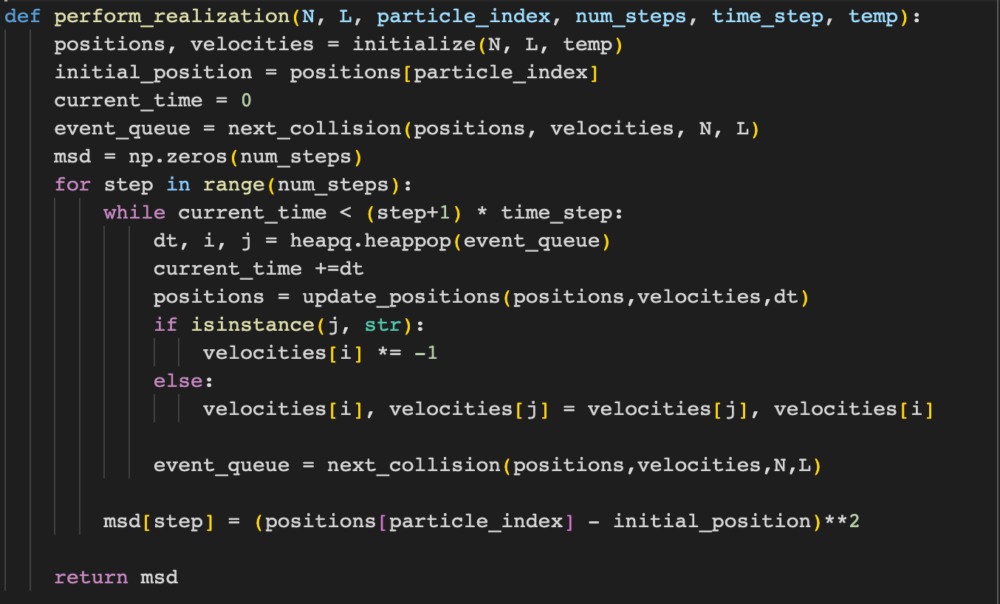 def perform_realization(N, L, particle_index, num_steps, time_step, temp):
    positions, velocities = initialize(N, L, temp)
    initial_position = positions[particle_index]
    current_time = 0
    event_queue = next_collision(positions, velocities, N, L)
    msd = np.zeros(num_steps)
    for step in range(num_steps):
        while current_time < (step+1) * time_step:
            dt, i, j = heapq.heappop(event_queue)
            current_time +=dt
            positions = update_positions(positions,velocities,dt)
            if isinstance(j, str):
                velocities[i] *= -1
            else:
                velocities[i], velocities[j] = velocities[j], velocities[i]
            event_queue = next_collision(positions,velocities,N,L)
        msd[step] = (positions[particle_index] - initial_position)**2
    return msd